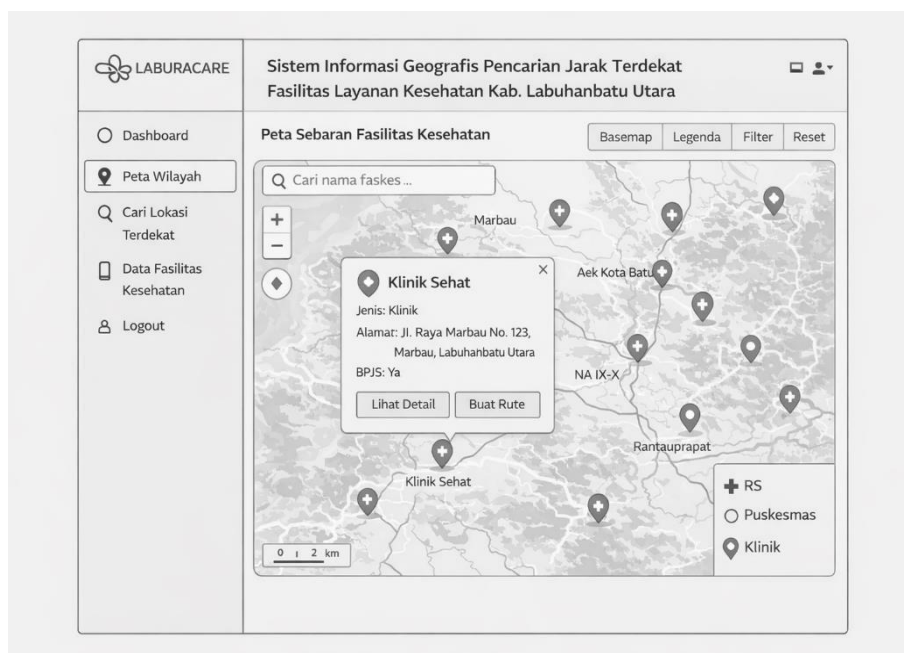 LABURACARE
Sistem Informasi Geografis Pencarian Jarak Terdekat
Fasilitas Layanan Kesehatan Kab. Labuhanbatu Utara
Dashboard
Peta Wilayah
Cari Lokasi
Terdekat
Data Fasilitas
Kesehatan
Logout
Peta Sebaran Fasilitas Kesehatan
Basemap
Legenda
Filter
Reset
Cari nama faskes ...
+
−
Marbau
Aek Kota Batu
Klinik Sehat
×
Jenis: Klinik
Alamat: Jl. Raya Marbau No. 123,
Marbau, Labuhanbatu Utara
BPJS: Ya
Lihat Detail
Buat Rute
NA IX-X
Rantauprapat
Klinik Sehat
RS
Puskesmas
Klinik
0 2 km